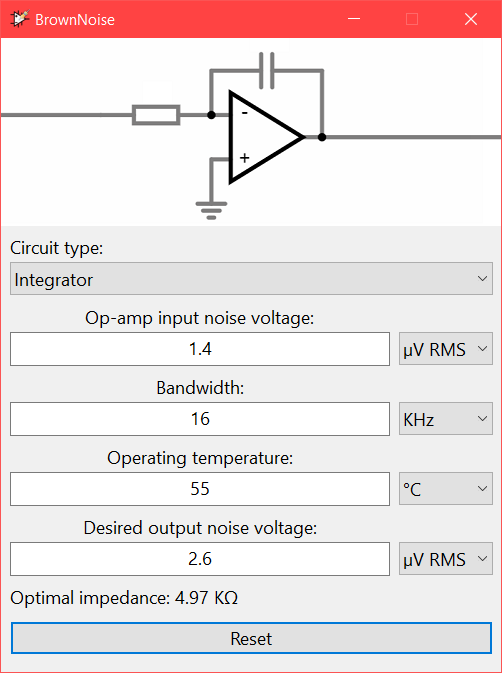 BrownNoise
-
+
Circuit type:
Integrator
Op-amp input noise voltage:
1.4 µV RMS
Bandwidth:
16 KHz
Operating temperature:
55 °C
Desired output noise voltage:
2.6 µV RMS
Optimal impedance: 4.97 KΩ
Reset